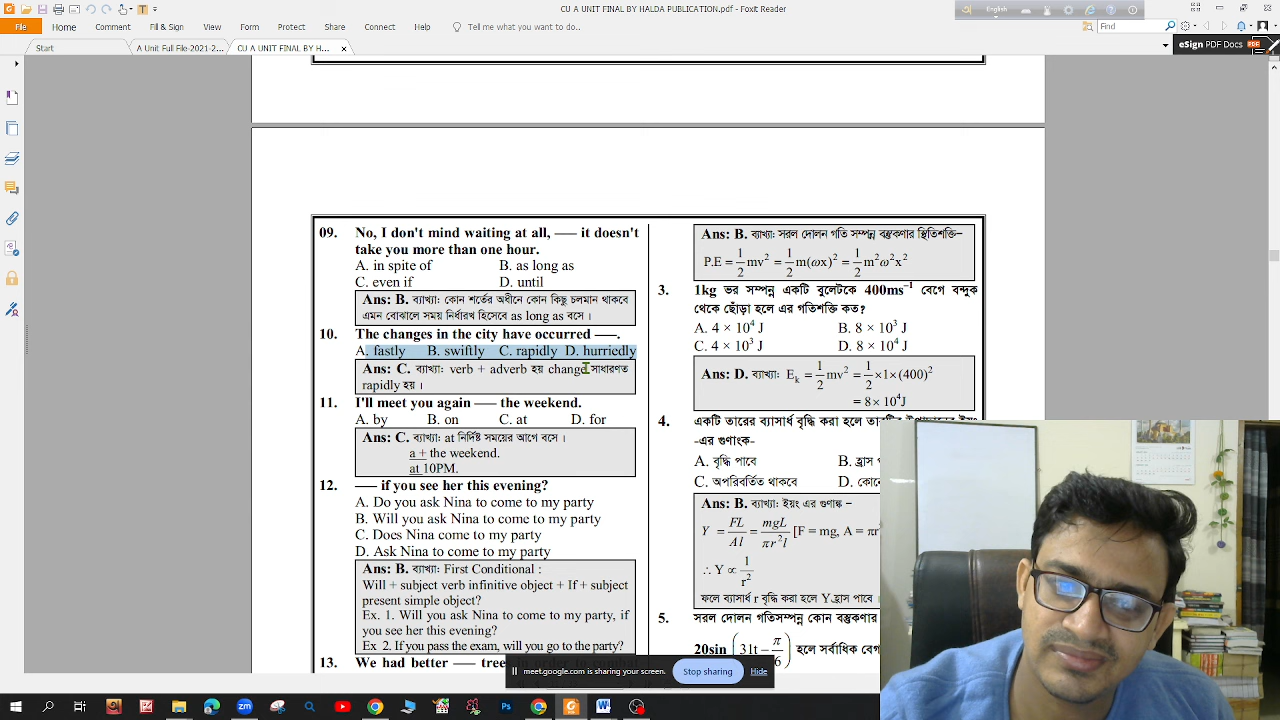 CU A UNIT FINAL BY HALDA PUBLICATION.pdf - Foxit Reader
English
File Home Comment Fill & Sign View Form Protect Share Connect Help Tell me what you want to do...
Find
Start A Unit Full File-2021-2... CU A UNIT FINAL BY H...
eSign PDF Docs
09. No, I don't mind waiting at all, — it doesn't
take you more than one hour.
A. in spite of B. as long as
C. even if D. until
Ans: B. ব্যাখ্যা: কোন শর্তের অধীনে কোন কিছু চলমান থাকবে
এমন বোঝালে সময় নির্ধারখ হিসেবে as long as বসে ।
10. The changes in the city have occurred —.
A. fastly B. swiftly C. rapidly D. hurriedly
Ans: C. ব্যাখ্যা: verb + adverb হয় change সাধারণত
rapidly হয় ।
11. I'll meet you again — the weekend.
A. by B. on C. at D. for
Ans: C. ব্যাখ্যা: at নির্দিষ্ট সময়ের আগে বসে ।
a + the weekend.
at 10PM.
12. — if you see her this evening?
A. Do you ask Nina to come to my party
B. Will you ask Nina to come to my party
C. Does Nina come to my party
D. Ask Nina to come to my party
Ans: B. ব্যাখ্যা: First Conditional :
Will + subject verb infinitive object + If + subject
present simple object?
Ex. 1. Will you ask Nina to come to my party, if
you see her this evening?
Ex 2. If you pass the exam, will you go to the party?
13. We had better —
Ans: B. ব্যাখ্যা: সরল দোলন গতি সম্পন্ন বস্তুকণার স্থিতিশক্তি-
P.E = 1/2 mv² = 1/2 m(ωx)² = 1/2 m²ω²x²
3. 1kg ভর সম্পন্ন একটি বুলেটকে 400ms⁻¹ বেগে বন্দুক
থেকে ছোঁড়া হলে এর গতিশক্তি কত?
A. 4 × 10⁴ J B. 8 × 10³ J
C. 4 × 10³ J D. 8 × 10⁴ J
Ans: D. ব্যাখ্যা: Eₖ = 1/2 mv² = 1/2 ×1×(400)²
= 8× 10⁴J
4. একটি তারের ব্যাসার্ধ বৃদ্ধি করা হলে
-এর গুণাংক-
A. বৃদ্ধি পাবে B. হ্রাস
C. অপরিবর্তিত থাকবে D.
Ans: B. ব্যাখ্যা: ইয়ং এর গুণাঙ্ক –
Y = FL/Al = mgL/πr²l [F = mg, A = πr
∴ Y ∝ 1/r²
ফলে ব্যাসার্ধ r বৃদ্ধি করা হলে Y হ্রাস পাবে ।
5. সরল দোলন গতিসম্পন্ন কোন বস্তুকণার
20sin (31t − π/6) হলে সর্বাধিক বেগ
meet.google.com is sharing your screen. Stop sharing Hide